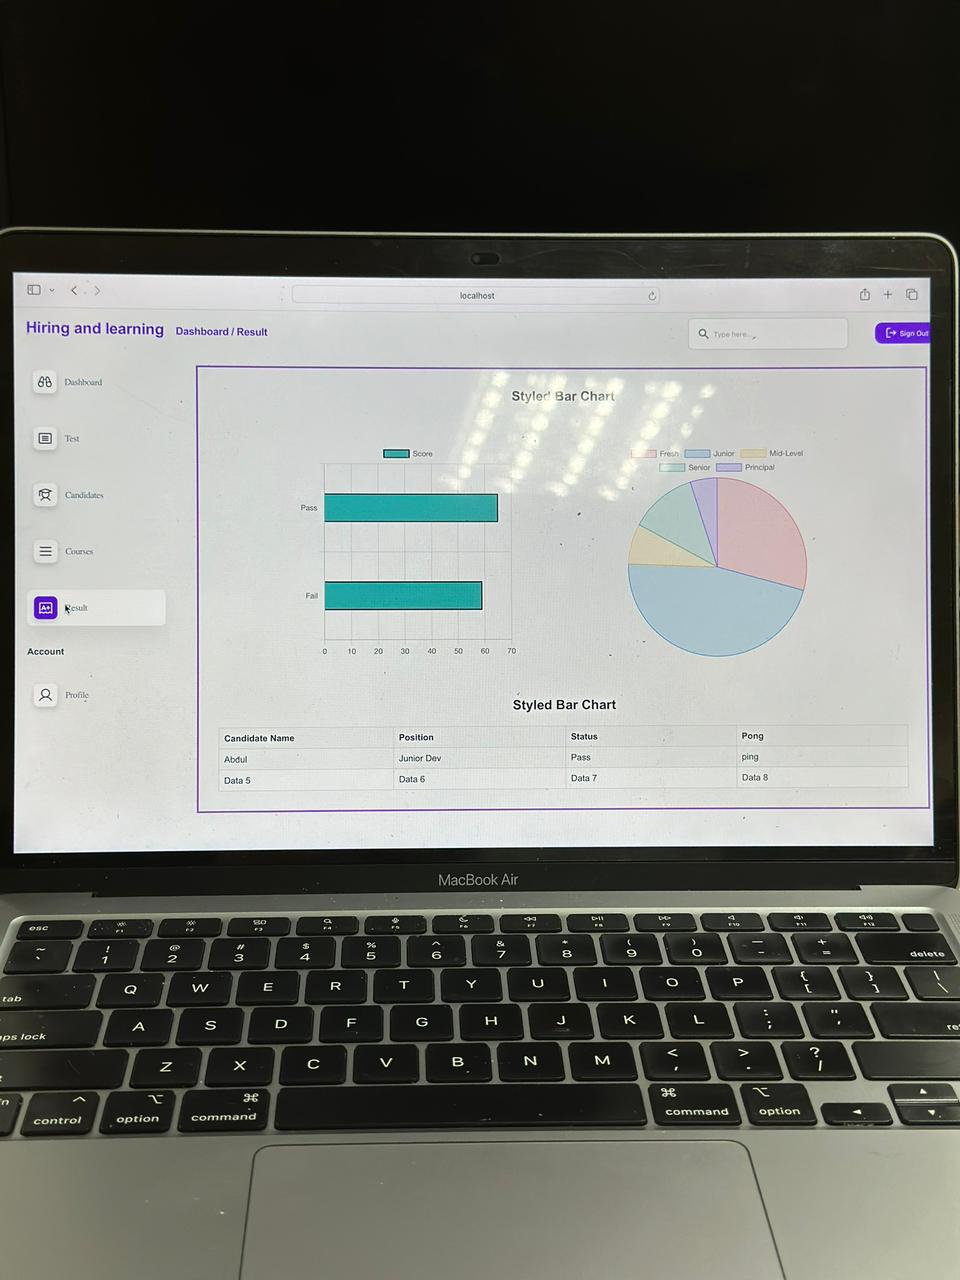 localhost
Hiring and learning
Dashboard / Result
Type here...
Sign Out
Dashboard
Test
Candidates
Courses
Result
Account
Profile
Styled Bar Chart
Score
Pass
Fail
0 10 20 30 40 50 60 70
Fresh Junior Mid-Level
Senior Principal
Styled Bar Chart
Candidate Name Position Status Pong
Abdul Junior Dev Pass ping
Data 5 Data 6 Data 7 Data 8
MacBook Air
esc F1 F2 F3 F4 F5 F6 F7 F8 F9 F10 F11 F12
~ ! @ # $ % ^ & * ( ) — +
` 1 2 3 4 5 6 7 8 9 0 - = delete
tab Q W E R T Y U I O P { [ } ] | \
ps lock A S D F G H J K L : ; " ' re
Z X C V B N M < , > . ? /
n control option command command option